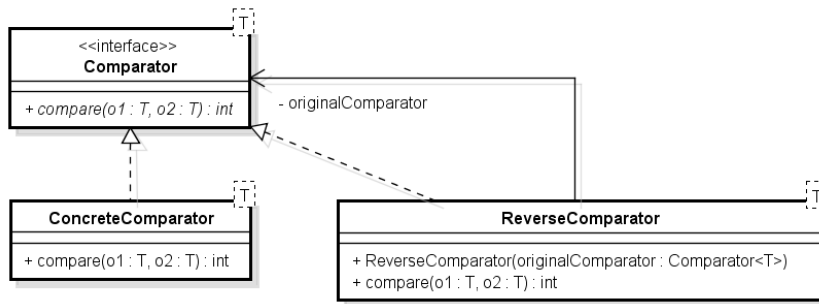 T
<<interface>>
Comparator
+ compare(o1 : T, o2 : T) : int
- originalComparator
T
ConcreteComparator
+ compare(o1 : T, o2 : T) : int
T
ReverseComparator
+ ReverseComparator(originalComparator : Comparator<T>)
+ compare(o1 : T, o2 : T) : int